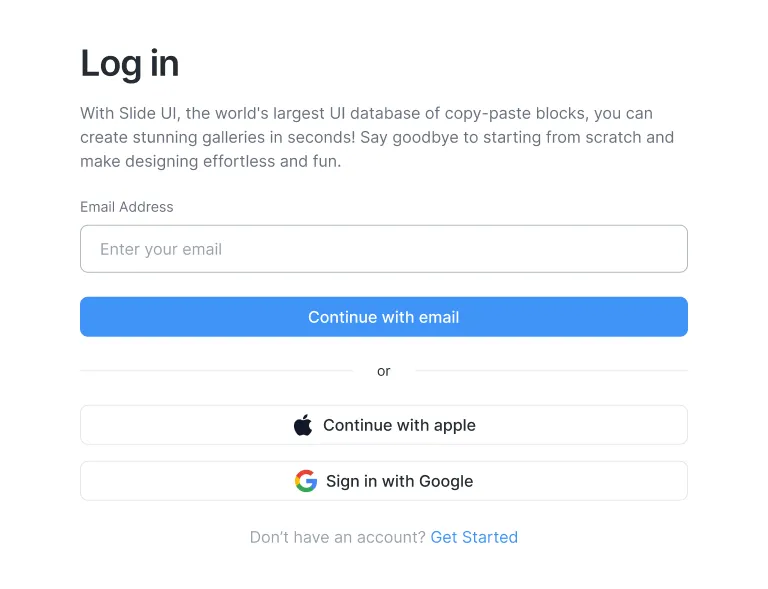 Log in
With Slide UI, the world's largest UI database of copy-paste blocks, you can
create stunning galleries in seconds! Say goodbye to starting from scratch and
make designing effortless and fun.
Email Address
Enter your email
Continue with email
or
Continue with apple
Sign in with Google
Don’t have an account? Get Started